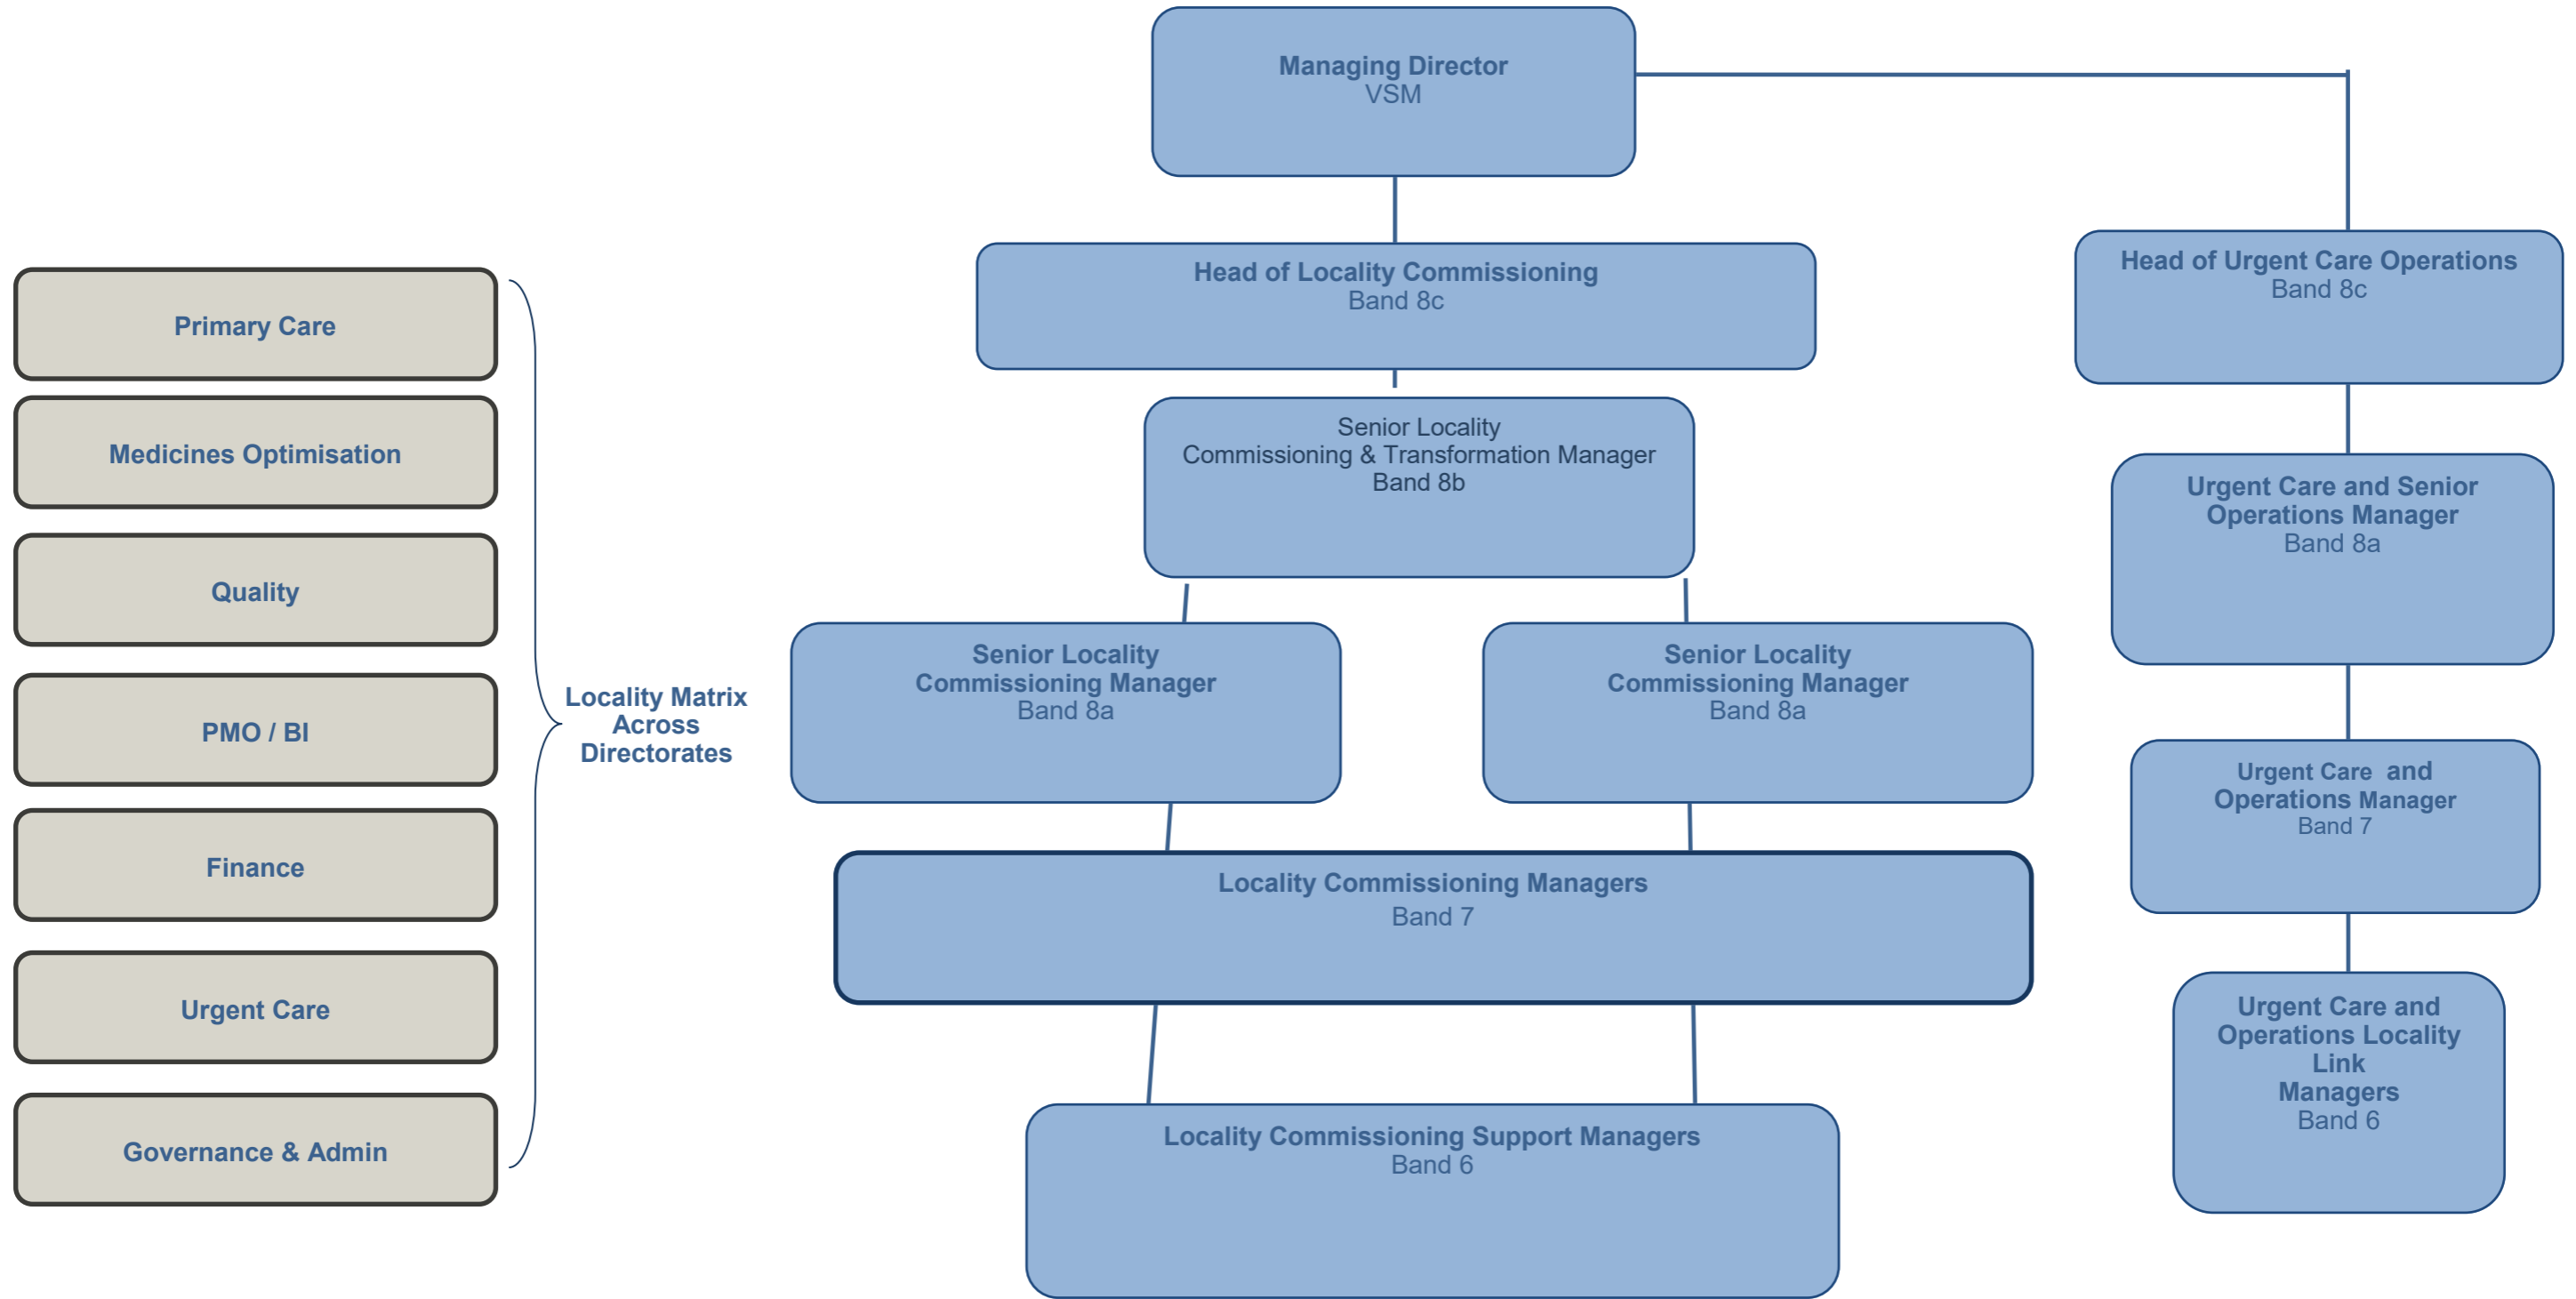 Managing Director
VSM
Head of Locality Commissioning
Band 8c
Head of Urgent Care Operations
Band 8c
Primary Care
Medicines Optimisation
Quality
PMO / BI
Finance
Urgent Care
Governance & Admin
Locality Matrix
Across
Directorates
Senior Locality
Commissioning & Transformation Manager
Band 8b
Senior Locality
Commissioning Manager
Band 8a
Senior Locality
Commissioning Manager
Band 8a
Locality Commissioning Managers
Band 7
Locality Commissioning Support Managers
Band 6
Urgent Care and Senior
Operations Manager
Band 8a
Urgent Care and
Operations Manager
Band 7
Urgent Care and
Operations Locality
Link
Managers
Band 6